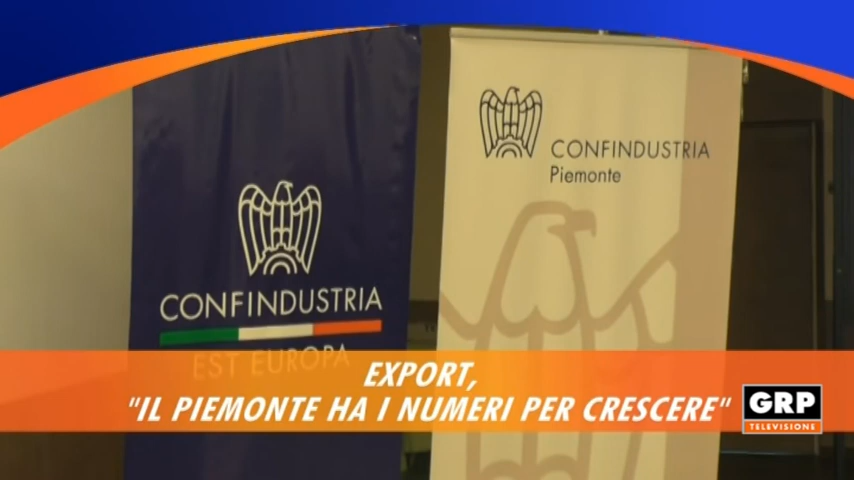 CONFINDUSTRIA
Piemonte
CONFINDUSTRIA
EST EUROPA
EXPORT,
"IL PIEMONTE HA I NUMERI PER CRESCERE"
GRP
TELEVISIONE